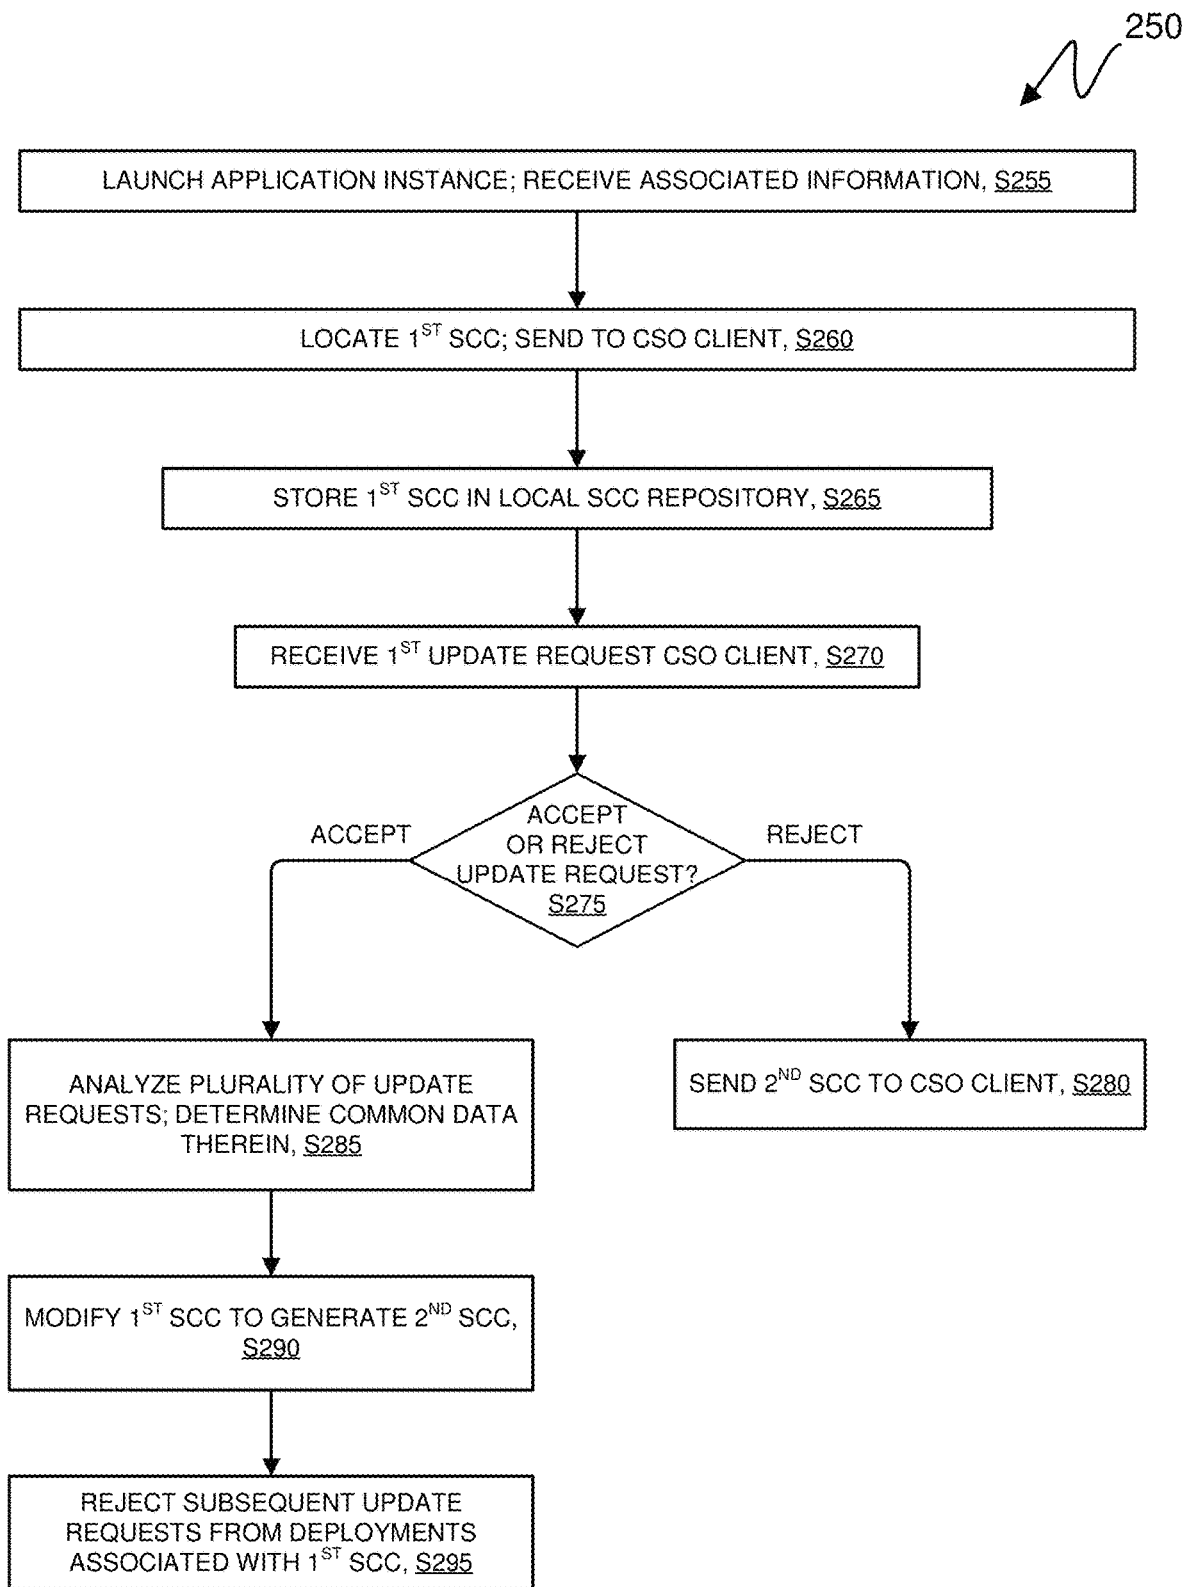 250
LAUNCH APPLICATION INSTANCE; RECEIVE ASSOCIATED INFORMATION, S255
LOCATE 1ST SCC; SEND TO CSO CLIENT, S260
STORE 1ST SCC IN LOCAL SCC REPOSITORY, S265
RECEIVE 1ST UPDATE REQUEST CSO CLIENT, S270
ACCEPT
OR REJECT
UPDATE REQUEST?
S275
ACCEPT
REJECT
ANALYZE PLURALITY OF UPDATE
REQUESTS; DETERMINE COMMON DATA
THEREIN, S285
SEND 2ND SCC TO CSO CLIENT, S280
MODIFY 1ST SCC TO GENERATE 2ND SCC,
S290
REJECT SUBSEQUENT UPDATE
REQUESTS FROM DEPLOYMENTS
ASSOCIATED WITH 1ST SCC, S295